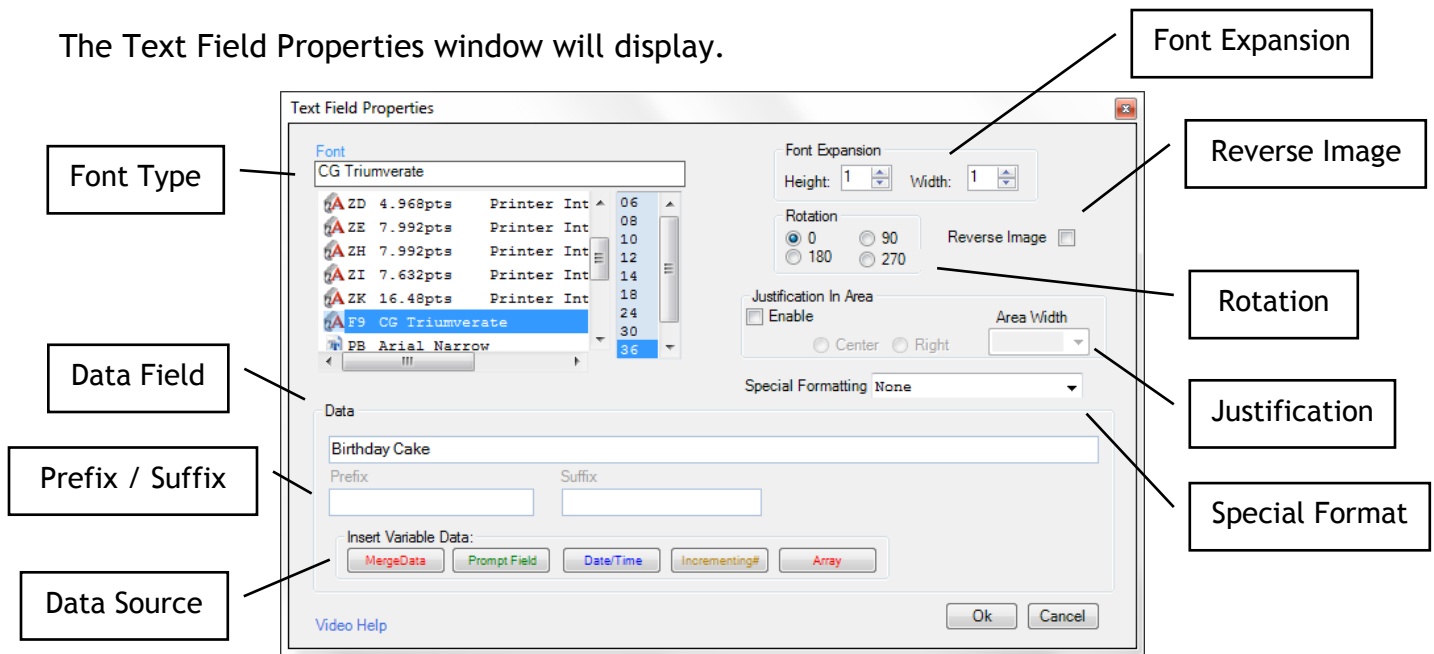 The Text Field Properties window will display.
Font Expansion
Text Field Properties
Font
CG Triumverate
Font Type
ZD 4.968pts Printer Int
ZE 7.992pts Printer Int
ZH 7.992pts Printer Int
ZI 7.632pts Printer Int
ZK 16.48pts Printer Int
F9 CG Triumverate
PB Arial Narrow
06
08
10
12
14
18
24
30
36
Font Expansion
Height: 1 Width: 1
Rotation
0 90
180 270
Reverse Image
Reverse Image
Rotation
Justification In Area
Enable
Area Width
Center Right
Justification
Special Formatting None
Special Format
Data Field
Data
Birthday Cake
Prefix / Suffix
Prefix Suffix
Insert Variable Data:
MergeData Prompt Field Date/Time Incrementing# Array
Data Source
Video Help
Ok Cancel